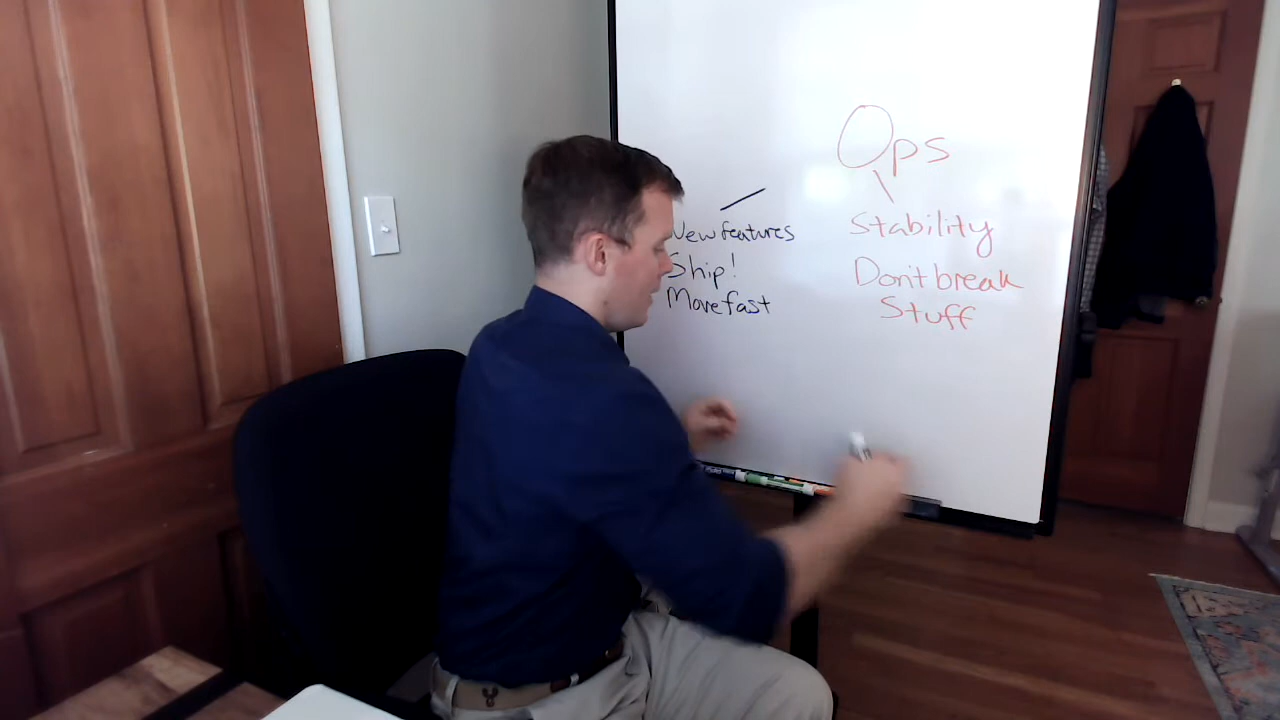 Ops
New features
Stability
Ship!
Don't break
Move fast
Stuff